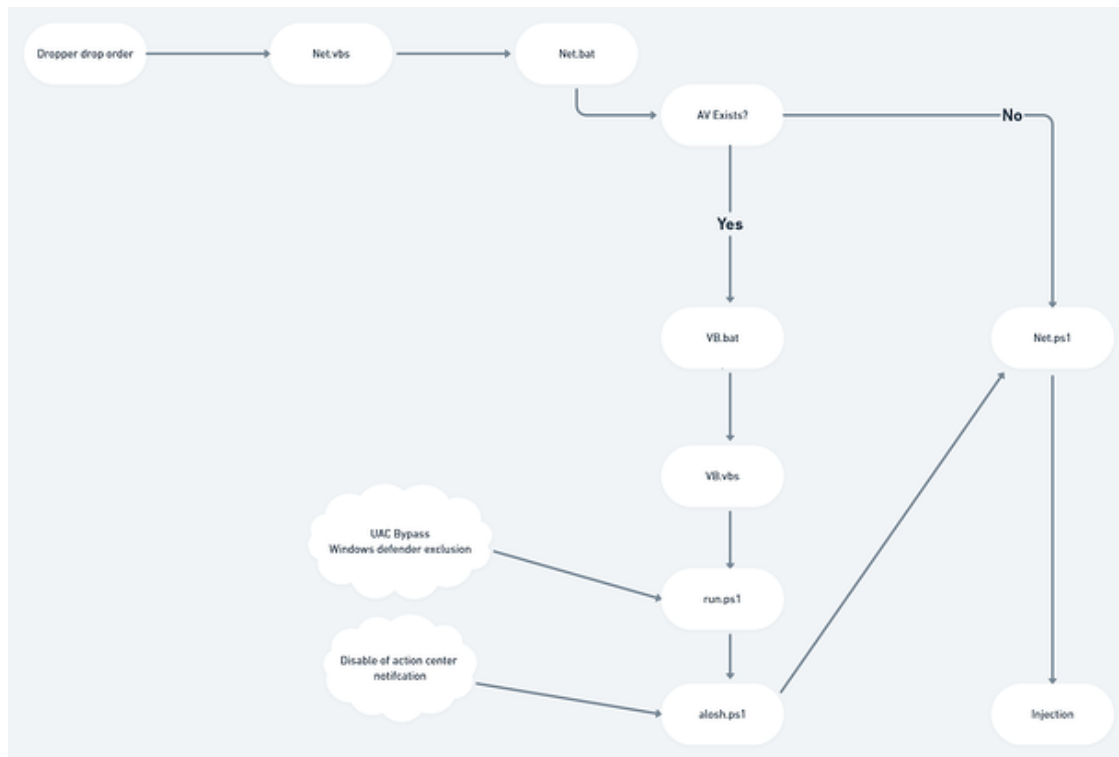 Dropper drop order
Net.vbs
Net.bat
AV Exists?
No
Yes
VB.bat
Net.ps1
VB.vbs
UAC Bypass
Windows defender exclusion
run.ps1
Disable of action center
notifcation
alosh.ps1
Injection